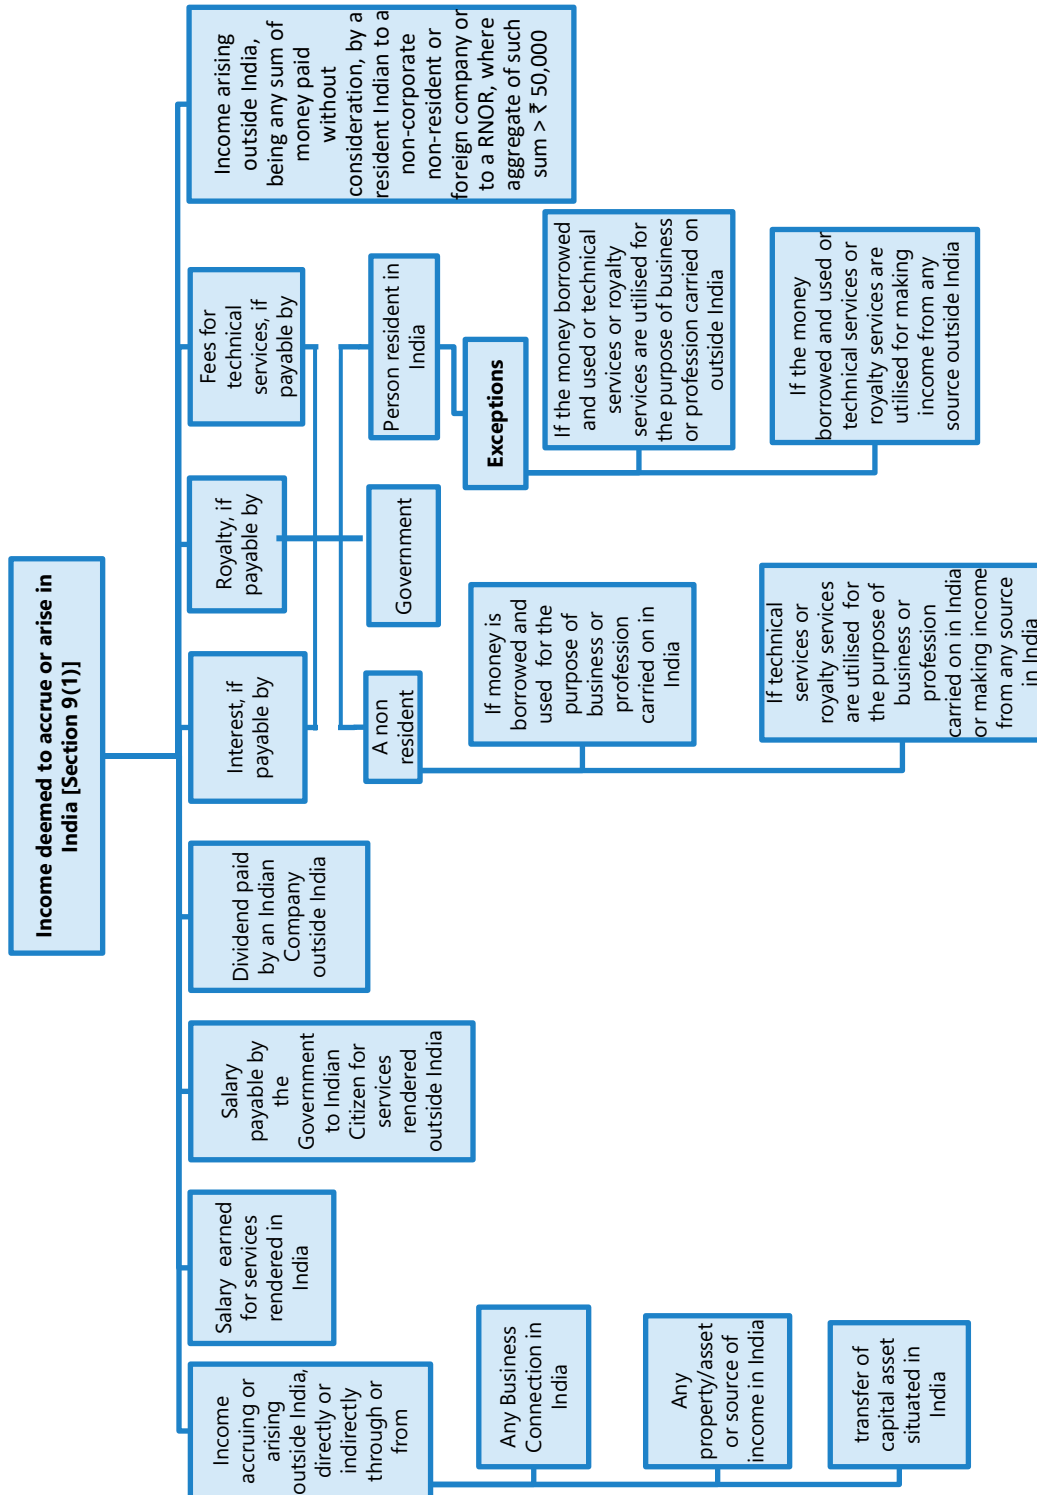 Income deemed to accrue or arise in
India [Section 9(1)]
Income
accruing or
arising
outside India,
directly or
indirectly
through or
from
Any Business
Connection in
India
Any
property/asset
or source of
income in India
transfer of
capital asset
situated in
India
Salary earned
for services
rendered in
India
Salary
payable by
the
Government
to Indian
Citizen for
services
rendered
outside India
Dividend paid
by an Indian
Company
outside India
Interest, if
payable by
Royalty, if
payable by
Fees for
technical
services, if
payable by
A non
resident
If money is
borrowed and
used for the
purpose of
business or
profession
carried on in
India
If technical
services or
royalty services
are utilised for
the purpose of
business or
profession
carried on in India
or making income
from any source
in India
Government
Person resident in
India
Exceptions
If the money borrowed
and used or technical
services or royalty
services are utilised for
the purpose of business
or profession carried on
outside India
If the money
borrowed and used or
technical services or
royalty services are
utilised for making
income from any
source outside India
Income arising
outside India,
being any sum of
money paid
without
consideration, by a
resident Indian to a
non-corporate
non-resident or
foreign company or
to a RNOR, where
aggregate of such
sum > ₹ 50,000